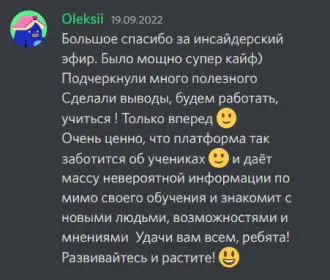 Oleksii 19.09.2022
Большое спасибо за инсайдерский
эфир. Было мощно супер кайф)
Подчеркнули много полезного
Сделали выводы, будем работать,
учиться ! Только вперед 🙂
Очень ценно, что платформа так
заботится об учениках 🙂 и даёт
массу невероятной информации по
мимо своего обучения и знакомит с
новыми людьми, возможностями и
мнениями Удачи вам всем, ребята!
Развивайтесь и растите! 😃